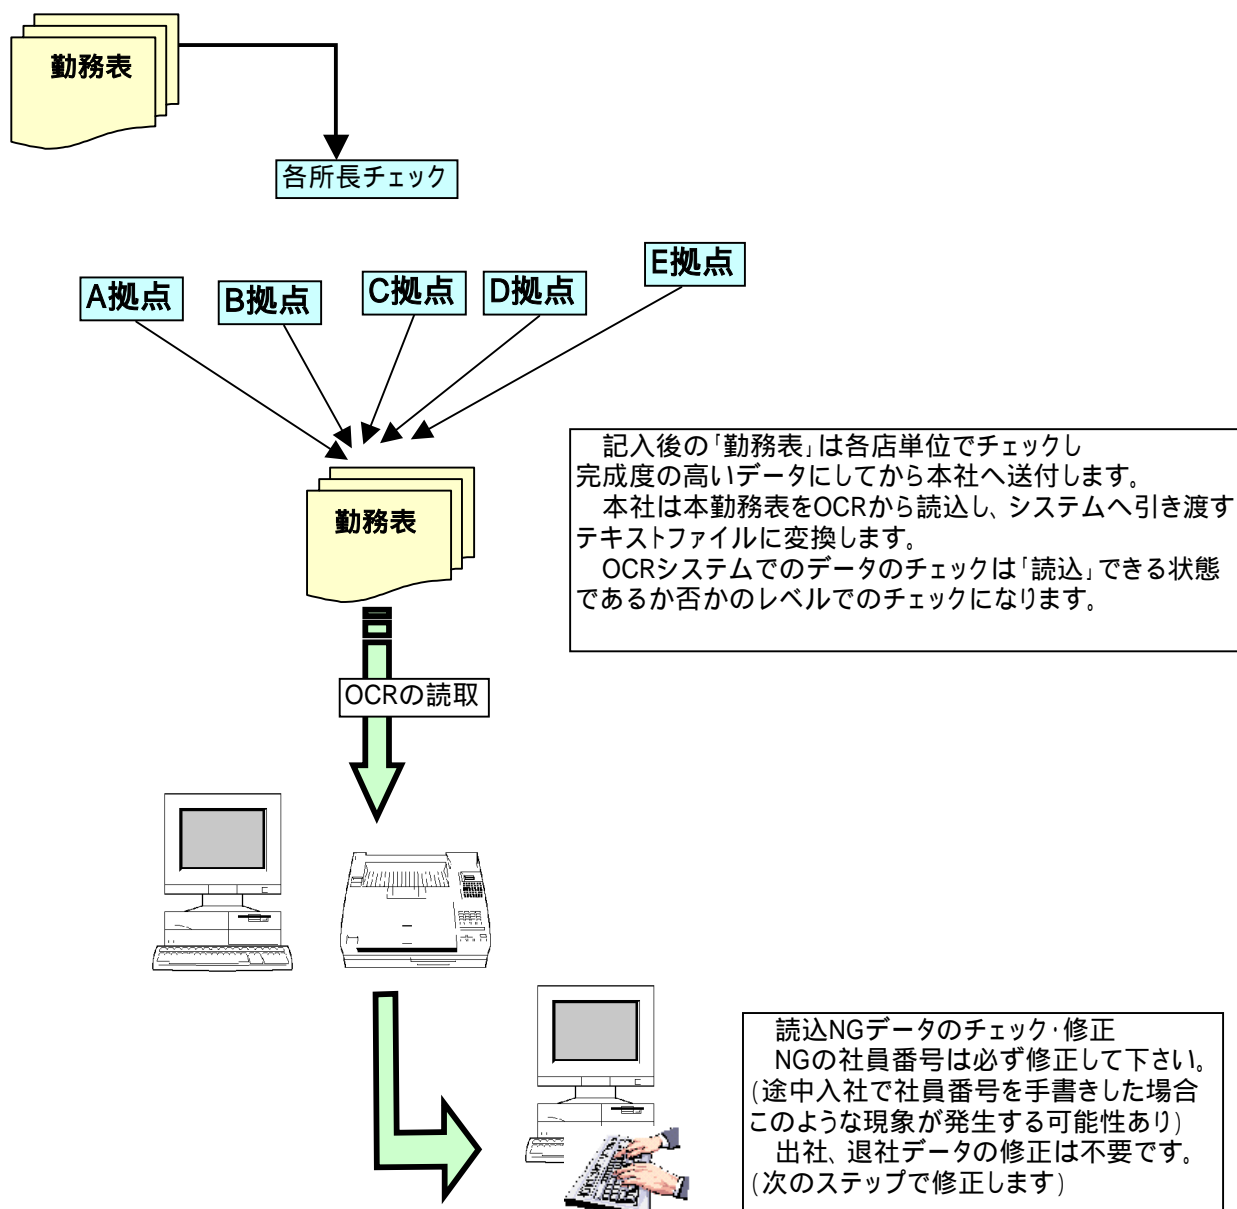 勤務表
各所長チェック
A拠点
B拠点
C拠点
D拠点
E拠点
勤務表
記入後の「勤務表」は各店単位でチェックし
完成度の高いデータにしてから本社へ送付します。
本社は本勤務表をOCRから読込し、システムへ引き渡す
テキストファイルに変換します。
OCRシステムでのデータのチェックは「読込」できる状態
であるか否かのレベルでのチェックになります。
OCRの読取
読込NGデータのチェック・修正
NGの社員番号は必ず修正して下さい。
(途中入社で社員番号を手書きした場合
このような現象が発生する可能性あり)
出社、退社データの修正は不要です。
(次のステップで修正します)